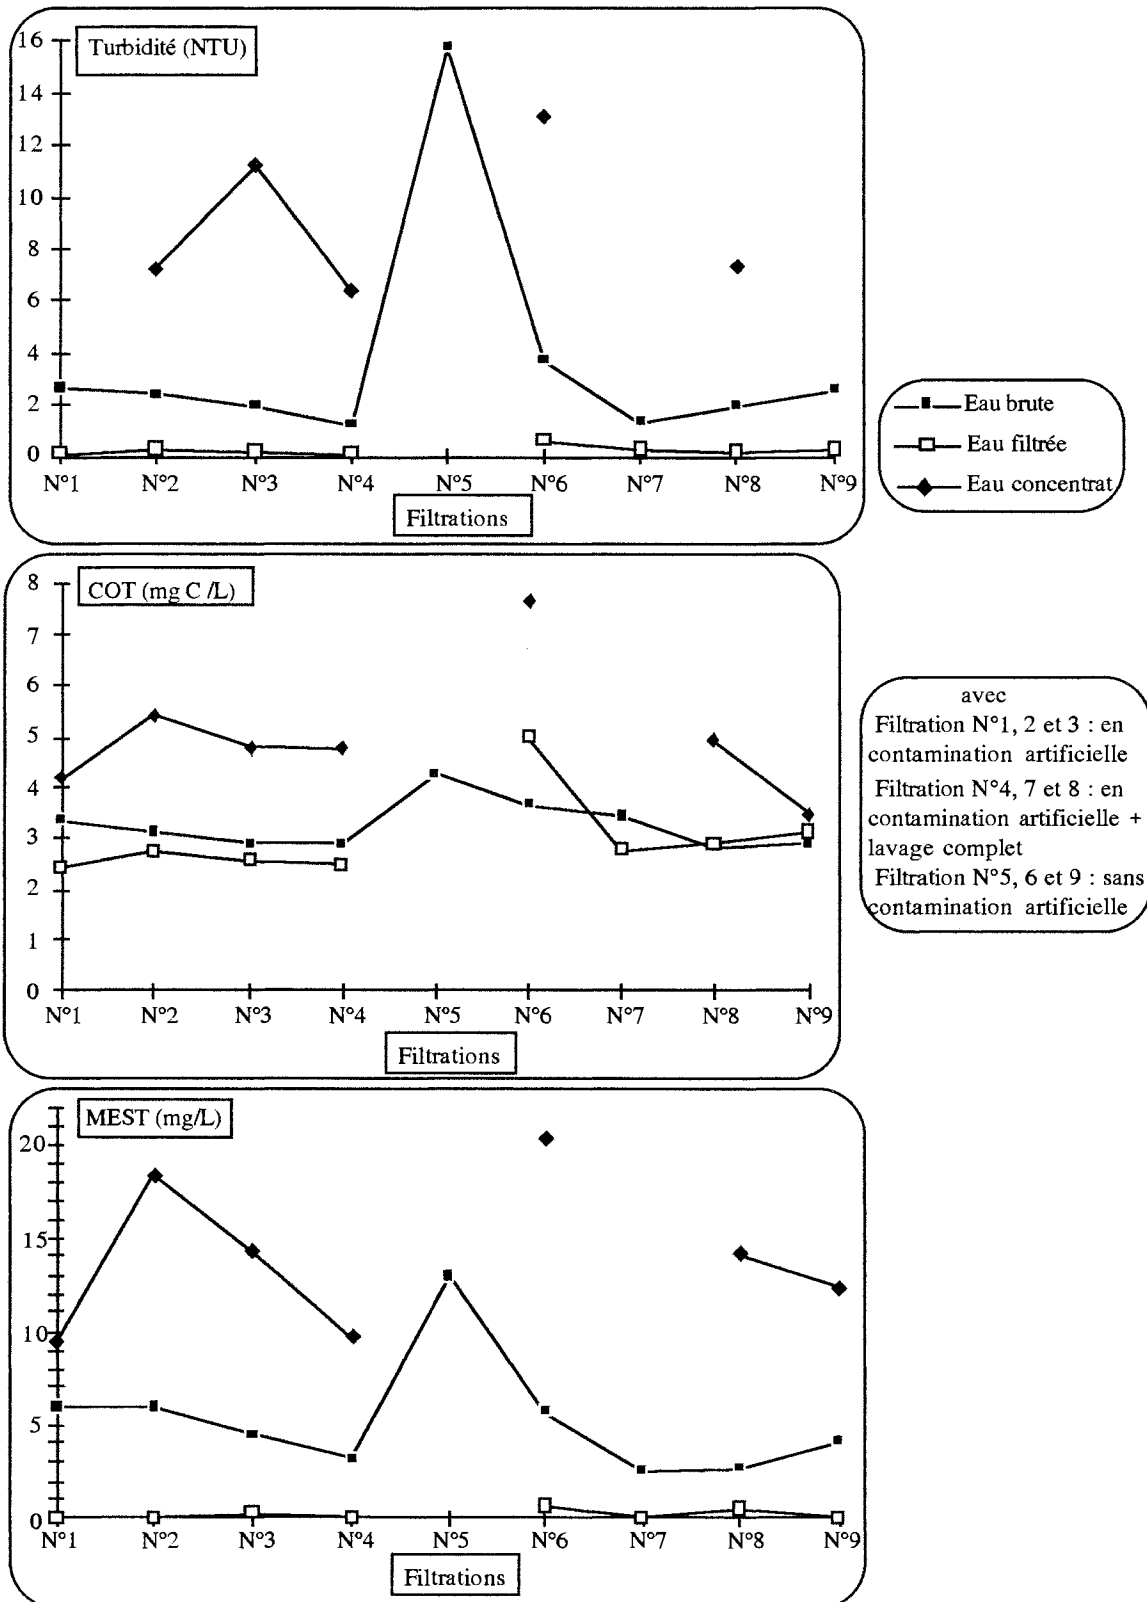 Turbidité (NTU)
16
14
12
10
8
6
4
2
0
N°1 N°2 N°3 N°4 N°5 N°6 N°7 N°8 N°9
Filtrations
Eau brute
Eau filtrée
Eau concentrat
COT (mg C /L)
8
7
6
5
4
3
2
1
0
N°1 N°2 N°3 N°4 N°5 N°6 N°7 N°8 N°9
Filtrations
avec
Filtration N°1, 2 et 3 : en
contamination artificielle
Filtration N°4, 7 et 8 : en
contamination artificielle +
lavage complet
Filtration N°5, 6 et 9 : sans
contamination artificielle
MEST (mg/L)
20
15
10
5
0
N°1 N°2 N°3 N°4 N°5 N°6 N°7 N°8 N°9
Filtrations